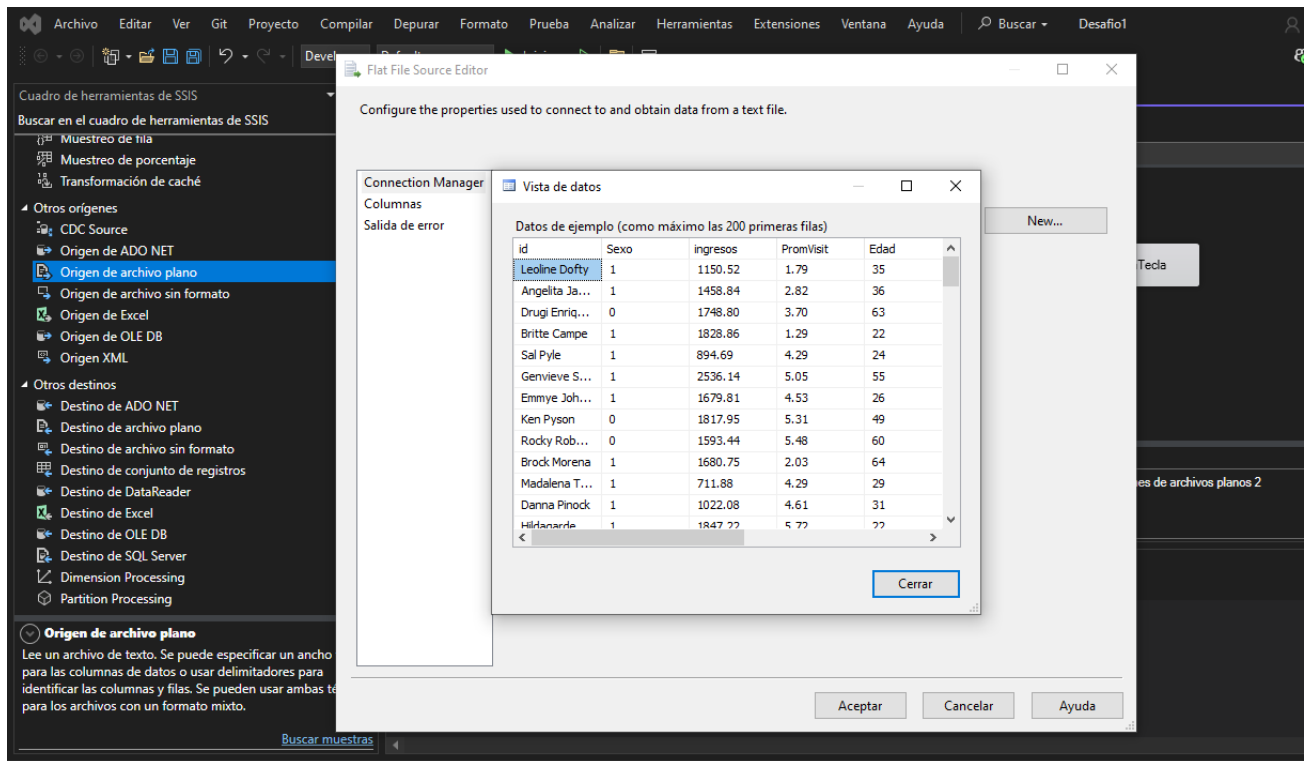 Archivo Editar Ver Git Proyecto Compilar Depurar Formato Prueba Analizar Herramientas Extensiones Ventana Ayuda Buscar Desafio1
Devel
Cuadro de herramientas de SSIS
Buscar en el cuadro de herramientas de SSIS
Muestreo de fila
Muestreo de porcentaje
Transformación de caché
Otros orígenes
CDC Source
Origen de ADO NET
Origen de archivo plano
Origen de archivo sin formato
Origen de Excel
Origen de OLE DB
Origen XML
Otros destinos
Destino de ADO NET
Destino de archivo plano
Destino de archivo sin formato
Destino de conjunto de registros
Destino de DataReader
Destino de Excel
Destino de OLE DB
Destino de SQL Server
Dimension Processing
Partition Processing
Origen de archivo plano
Lee un archivo de texto. Se puede especificar un ancho
para las columnas de datos o usar delimitadores para
identificar las columnas y filas. Se pueden usar ambas té
para los archivos con un formato mixto.
Buscar muestras
Flat File Source Editor
Configure the properties used to connect to and obtain data from a text file.
Connection Manager
Columnas
Salida de error
New...
Vista de datos
Datos de ejemplo (como máximo las 200 primeras filas)
id Sexo ingresos PromVisit Edad
Leoline Dofty 1 1150.52 1.79 35
Angelita Ja... 1 1458.84 2.82 36
Drugi Enriq... 0 1748.80 3.70 63
Britte Campe 1 1828.86 1.29 22
Sal Pyle 1 894.69 4.29 24
Genvieve S... 1 2536.14 5.05 55
Emmye Joh... 1 1679.81 4.53 26
Ken Pyson 0 1817.95 5.31 49
Rocky Rob... 0 1593.44 5.48 60
Brock Morena 1 1680.75 2.03 64
Madalena T... 1 711.88 4.29 29
Danna Pinock 1 1022.08 4.61 31
Hildagarde 1 1847.22 5.72 22
Cerrar
Aceptar Cancelar Ayuda
Tecla
es de archivos planos 2